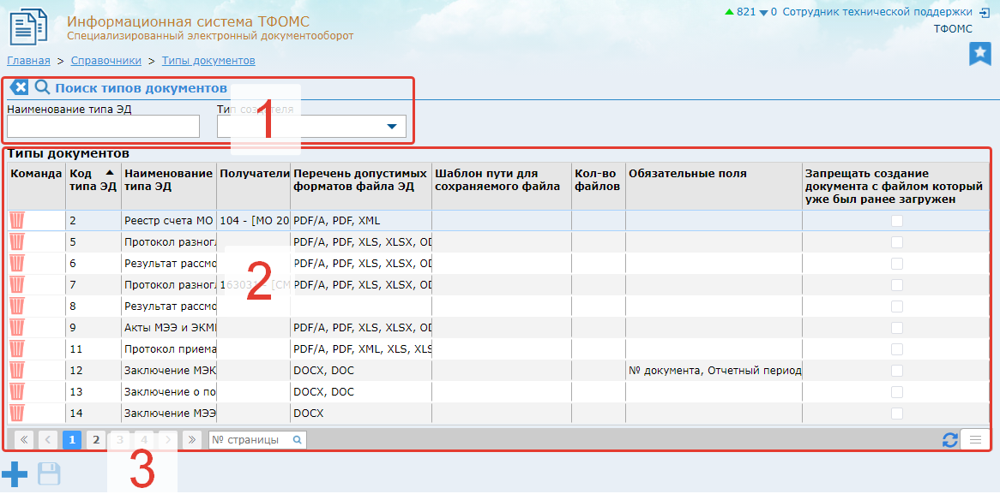 Информационная система ТФОМС
Специализированный электронный документооборот
821 0 Сотрудник технической поддержки
ТФОМС
Главная > Справочники > Типы документов
Поиск типов документов
Наименование типа ЭД Тип создателя
1
Типы документов
Команда Код типа ЭД Наименование типа ЭД Получатели Перечень допустимых форматов файла ЭД Шаблон пути для сохраняемого файла Кол-во файлов Обязательные поля Запрещать создание документа с файлом который уже был ранее загружен
2 Реестр счета МО 104 - [МО 20 PDF/A, PDF, XML
5 Протокол разногл PDF/A, PDF, XLS, XLSX, OD
6 Результат рассмо PDF/A, PDF, XLS, XLSX, OD
7 Протокол разногл 163031 - [СМ PDF/A, PDF, XLS, XLSX, OD
2
8 Результат рассмо
9 Акты МЭЭ и ЭКМ PDF/A, PDF, XLS, XLSX, OD
11 Протокол приема PDF/A, PDF, XML, XLS, XLS
12 Заключение МЭК DOCX, DOC № документа, Отчетный период
13 Заключение о по DOCX, DOC
14 Заключение МЭЭ DOCX
« ‹ 1 2 3 4 › » № страницы
3